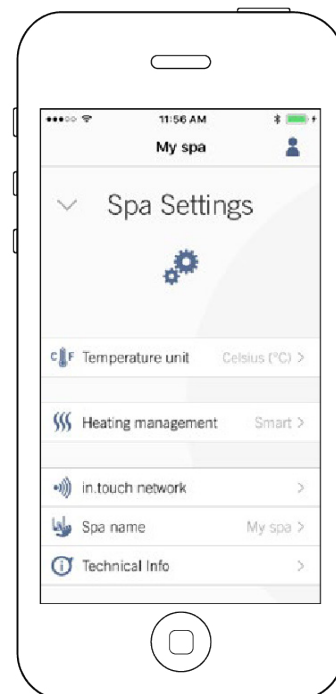 11:56 AM
My spa
Spa Settings
C F Temperature unit Celsius (°C) >
Heating management Smart >
in.touch network >
Spa name My spa >
Technical Info >